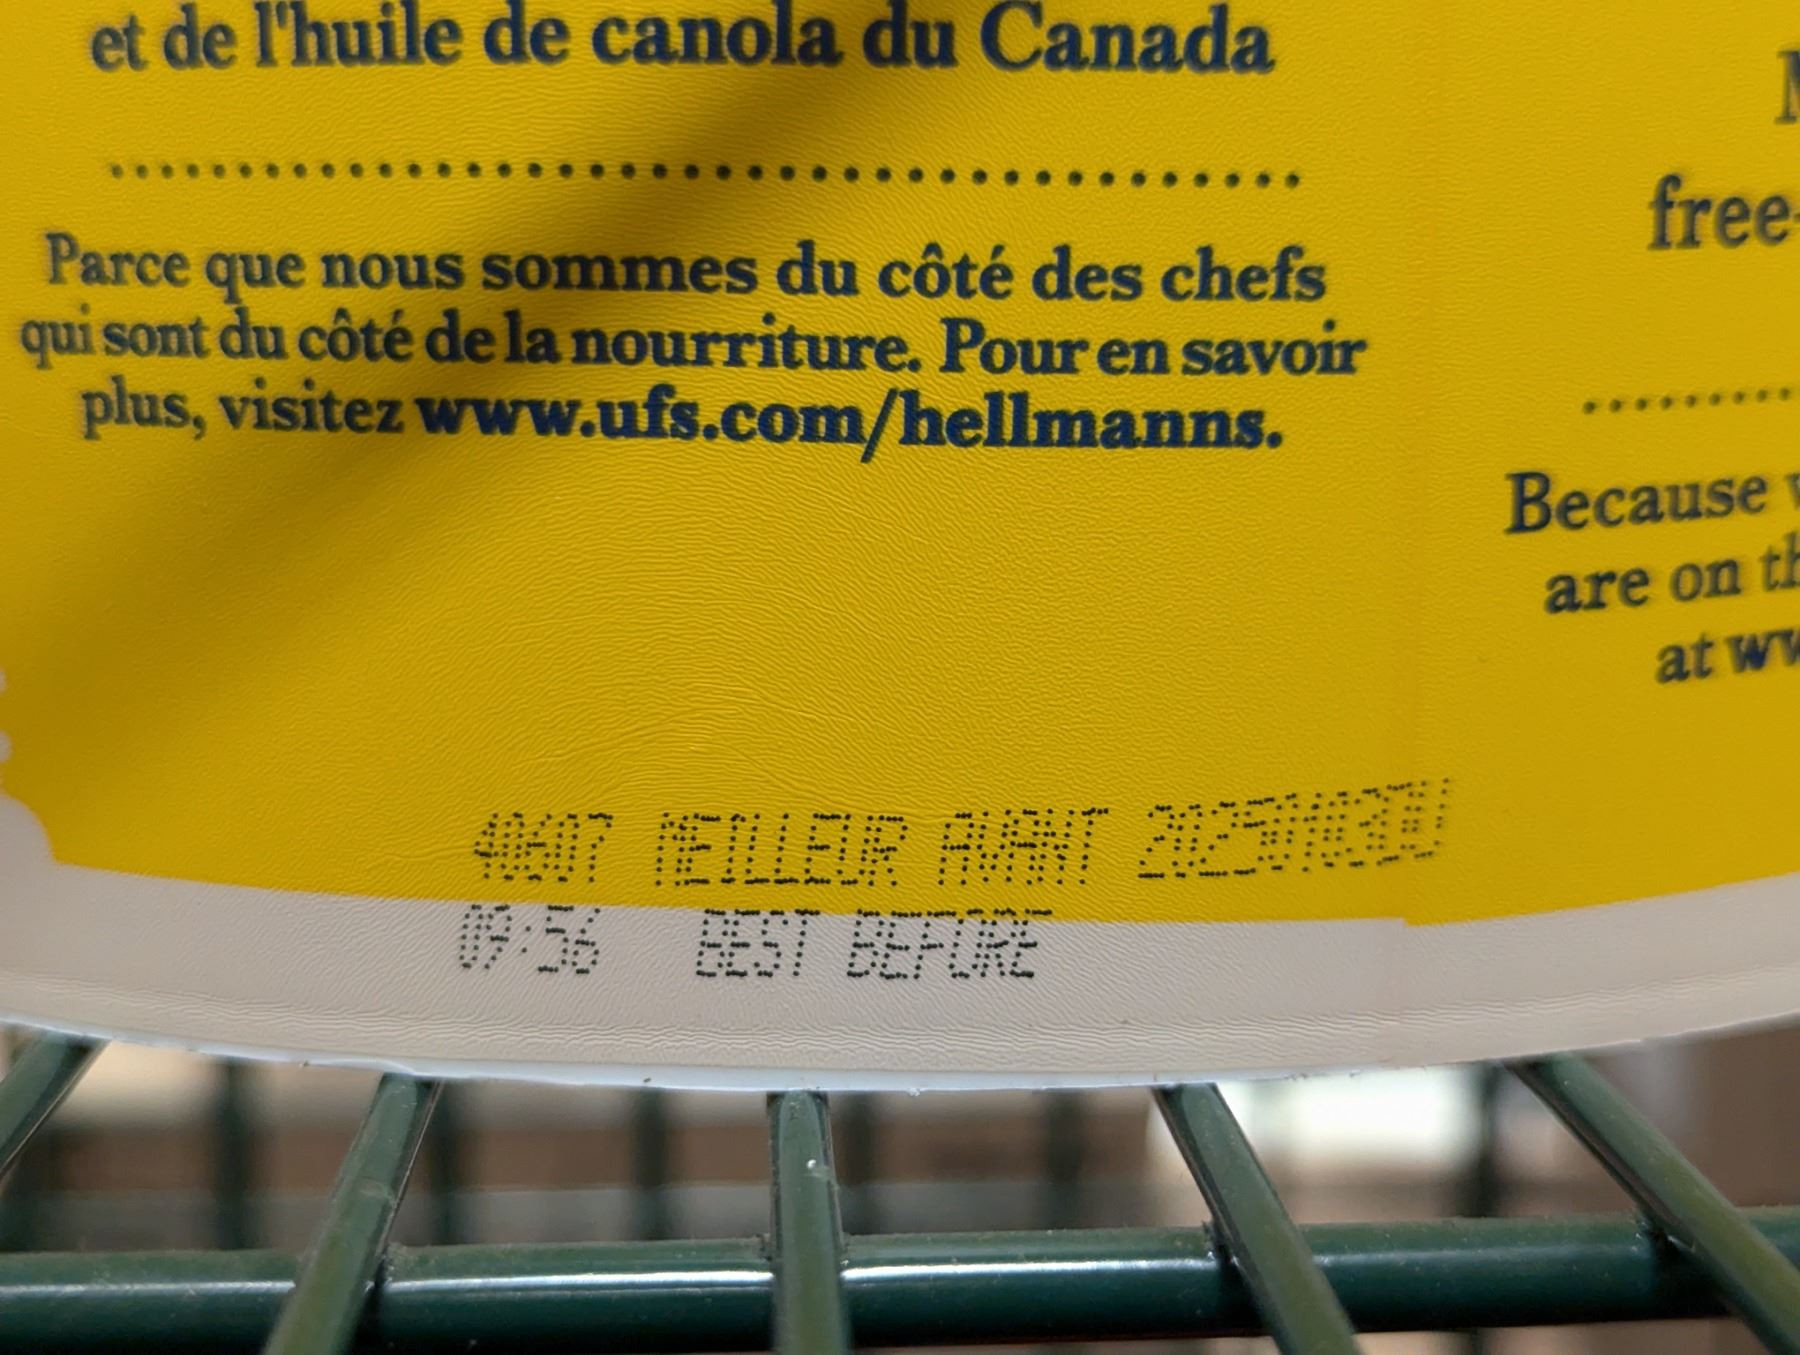 et de l'huile de canola du Canada
Parce que nous sommes du côté des chefs
qui sont du côté de la nourriture. Pour en savoir
plus, visitez www.ufs.com/hellmanns.
free-
Because
are on th
at ww
40607 MEILLEUR AVANT
09:56 BEST BEFORE